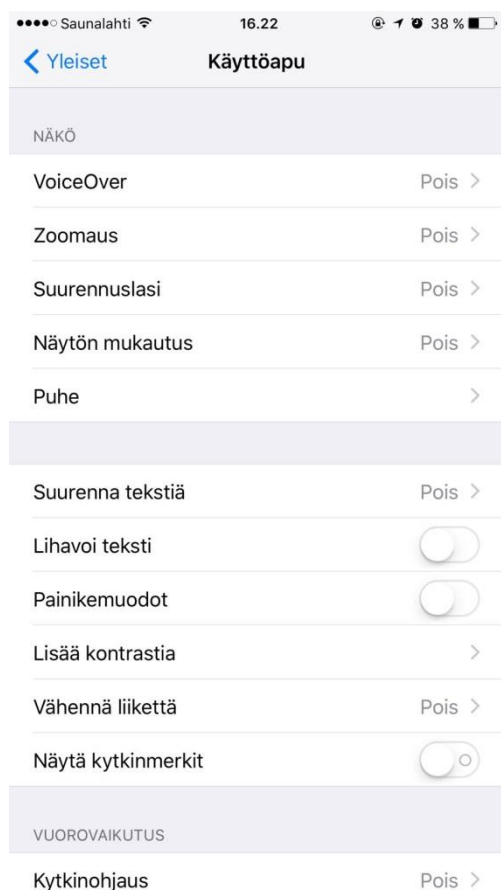 Saunalahti 16.22 38 %
Yleiset Käyttöapu
NÄKÖ
VoiceOver Pois
Zoomaus Pois
Suurennuslasi Pois
Näytön mukautus Pois
Puhe
Suurenna tekstiä Pois
Lihavoi teksti
Painikemuodot
Lisää kontrastia
Vähennä liikettä Pois
Näytä kytkinmerkit
VUOROVAIKUTUS
Kytkinohjaus Pois